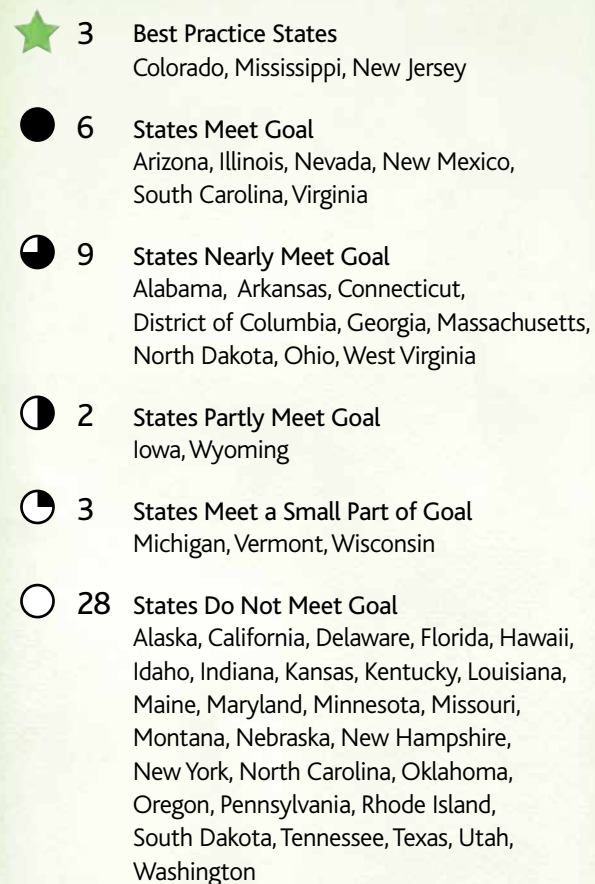 3 Best Practice States
Colorado, Mississippi, New Jersey
6 States Meet Goal
Arizona, Illinois, Nevada, New Mexico,
South Carolina, Virginia
9 States Nearly Meet Goal
Alabama, Arkansas, Connecticut,
District of Columbia, Georgia, Massachusetts,
North Dakota, Ohio, West Virginia
2 States Partly Meet Goal
Iowa, Wyoming
3 States Meet a Small Part of Goal
Michigan, Vermont, Wisconsin
28 States Do Not Meet Goal
Alaska, California, Delaware, Florida, Hawaii,
Idaho, Indiana, Kansas, Kentucky, Louisiana,
Maine, Maryland, Minnesota, Missouri,
Montana, Nebraska, New Hampshire,
New York, North Carolina, Oklahoma,
Oregon, Pennsylvania, Rhode Island,
South Dakota, Tennessee, Texas, Utah,
Washington